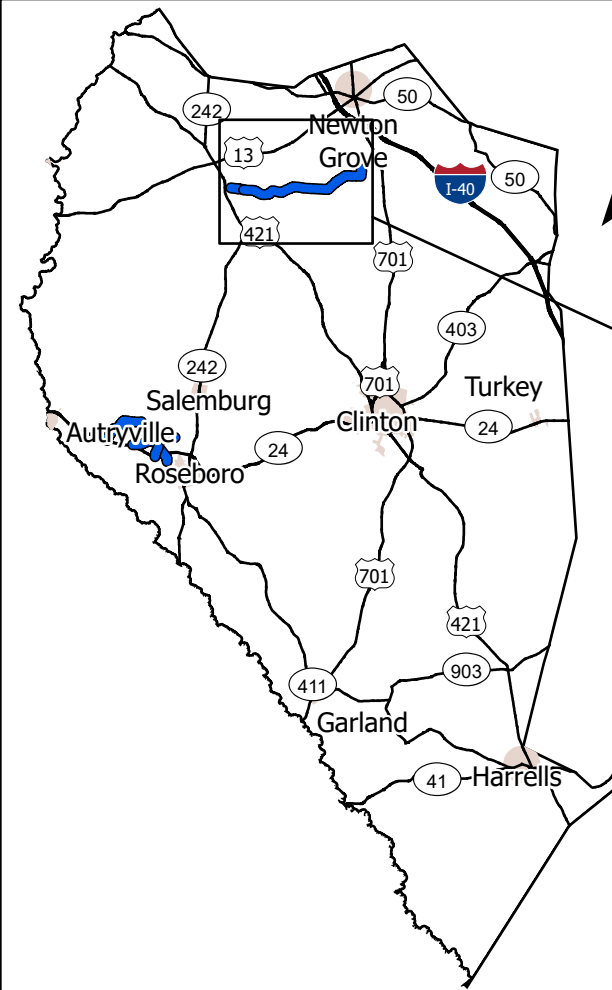 50
242
Newton
Grove
13
50
I-40
421
701
403
242
701
Turkey
Salemburg
Clinton
24
Autryville
24
Roseboro
701
421
903
411
Garland
41
Harrells